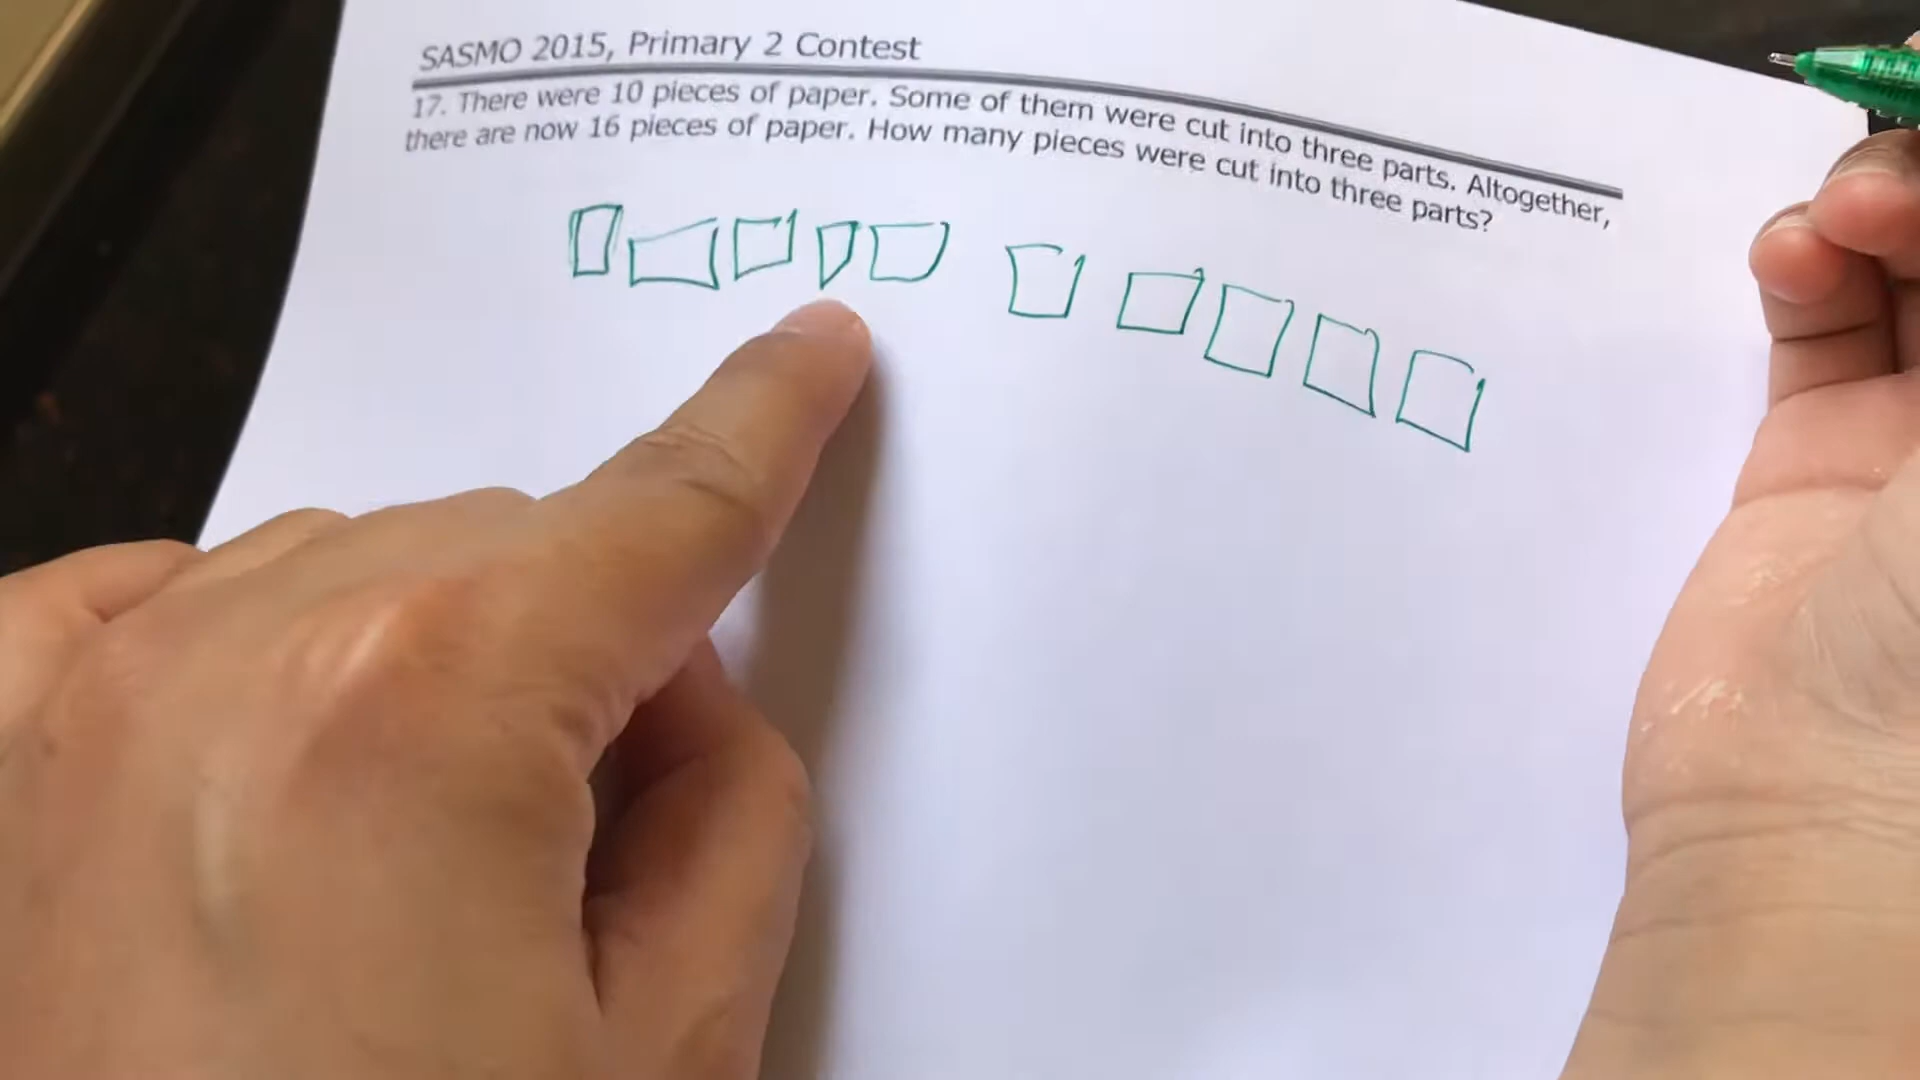 SASMO 2015, Primary 2 Contest
17. There were 10 pieces of paper. Some of them were cut into three parts. Altogether,
there are now 16 pieces of paper. How many pieces were cut into three parts?